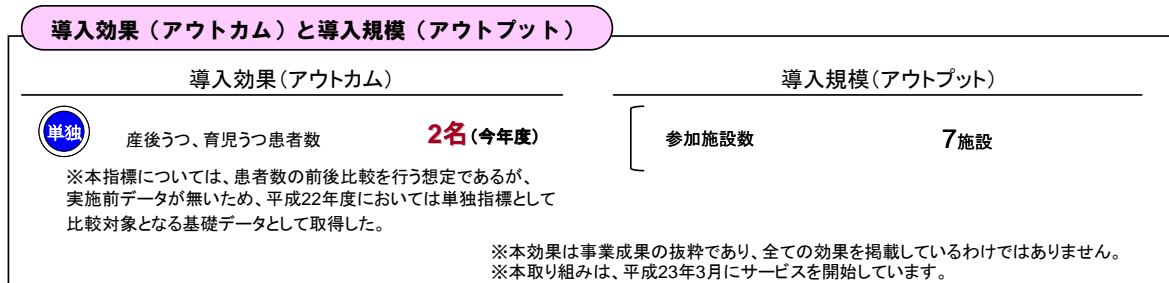 導入効果（アウトカム）と導入規模（アウトプット）
導入効果（アウトカム）
導入規模（アウトプット）
単独
産後うつ、育児うつ患者数
2名(今年度)
参加施設数
7施設
※本指標については、患者数の前後比較を行う想定であるが、
実施前データが無いため、平成22年度においては単独指標として
比較対象となる基礎データとして取得した。
※本効果は事業成果の抜粋であり、全ての効果を掲載しているわけではありません。
※本取り組みは、平成23年3月にサービスを開始しています。